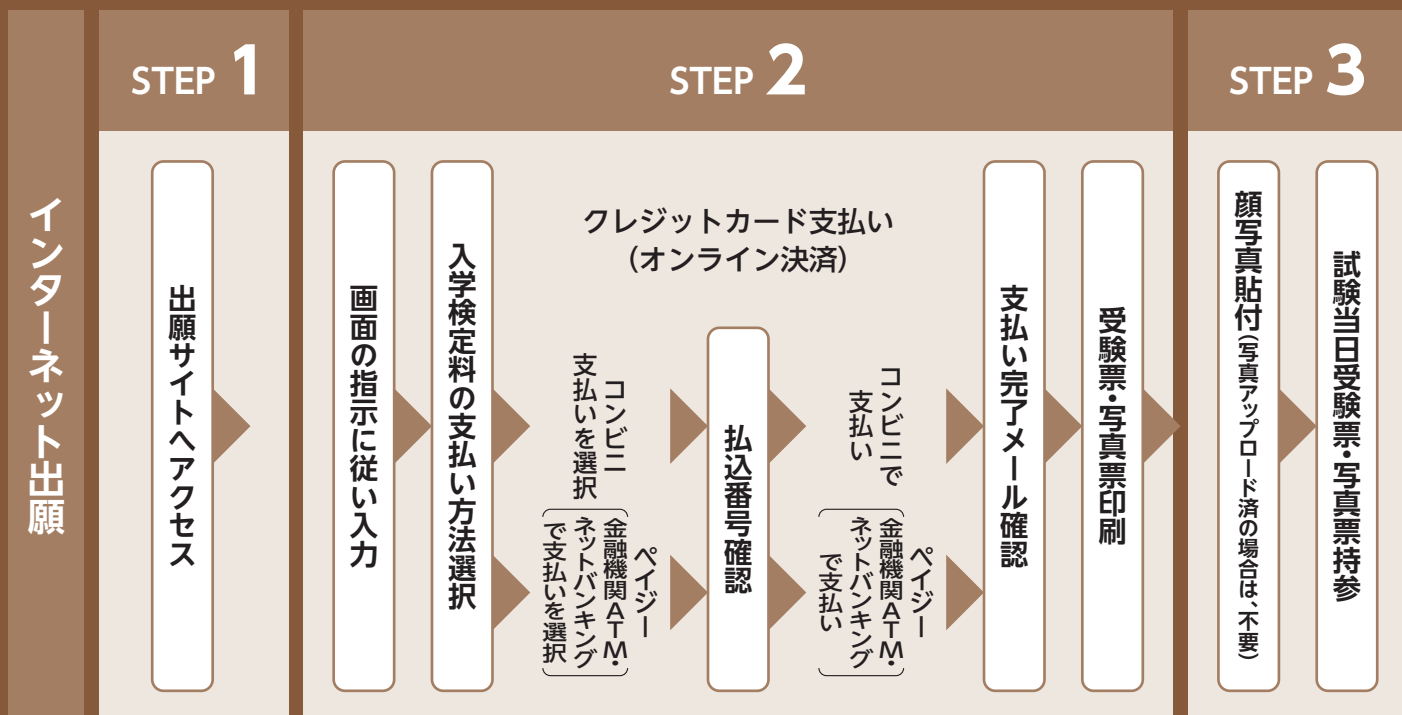 インターネット出願
STEP 1
出願サイトへアクセス
STEP 2
画面の指示に従い入力
入学検定料の支払い方法選択
クレジットカード支払い
（オンライン決済）
コンビニ
支払いを選択
ペイジー
金融機関ATM・
ネットバンキング
で支払いを選択
払込番号確認
コンビニで
支払い
ペイジー
金融機関ATM・
ネットバンキング
で支払い
支払い完了メール確認
受験票・写真票印刷
STEP 3
顔写真貼付（写真アップロード済の場合は、不要）
試験当日受験票・写真票持参